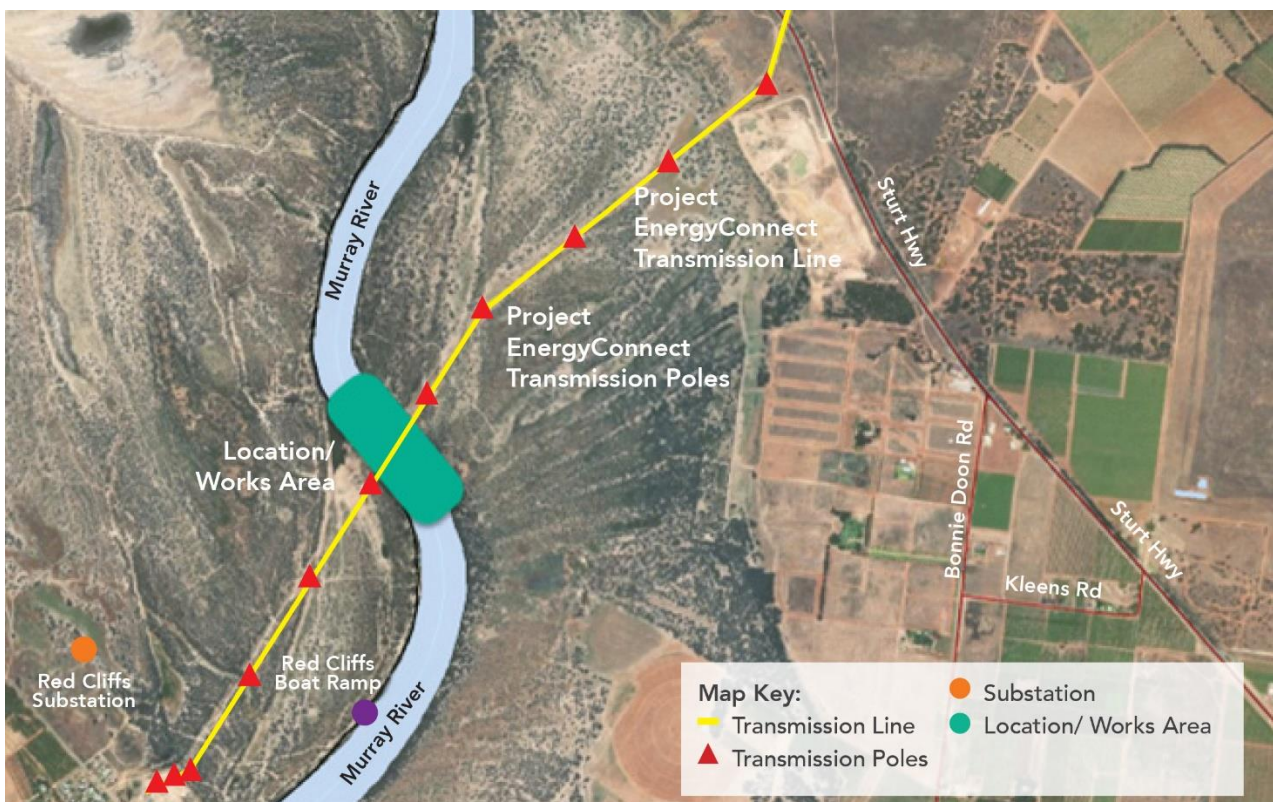 Murray River
Sturt Hwy
Project
EnergyConnect
Transmission Line
Project
EnergyConnect
Transmission Poles
Location/
Works Area
Bonnie Doon Rd
Sturt Hwy
Kleens Rd
Red Cliffs
Substation
Red Cliffs
Boat Ramp
Murray River
Map Key:
Transmission Line
Transmission Poles
Substation
Location/ Works Area